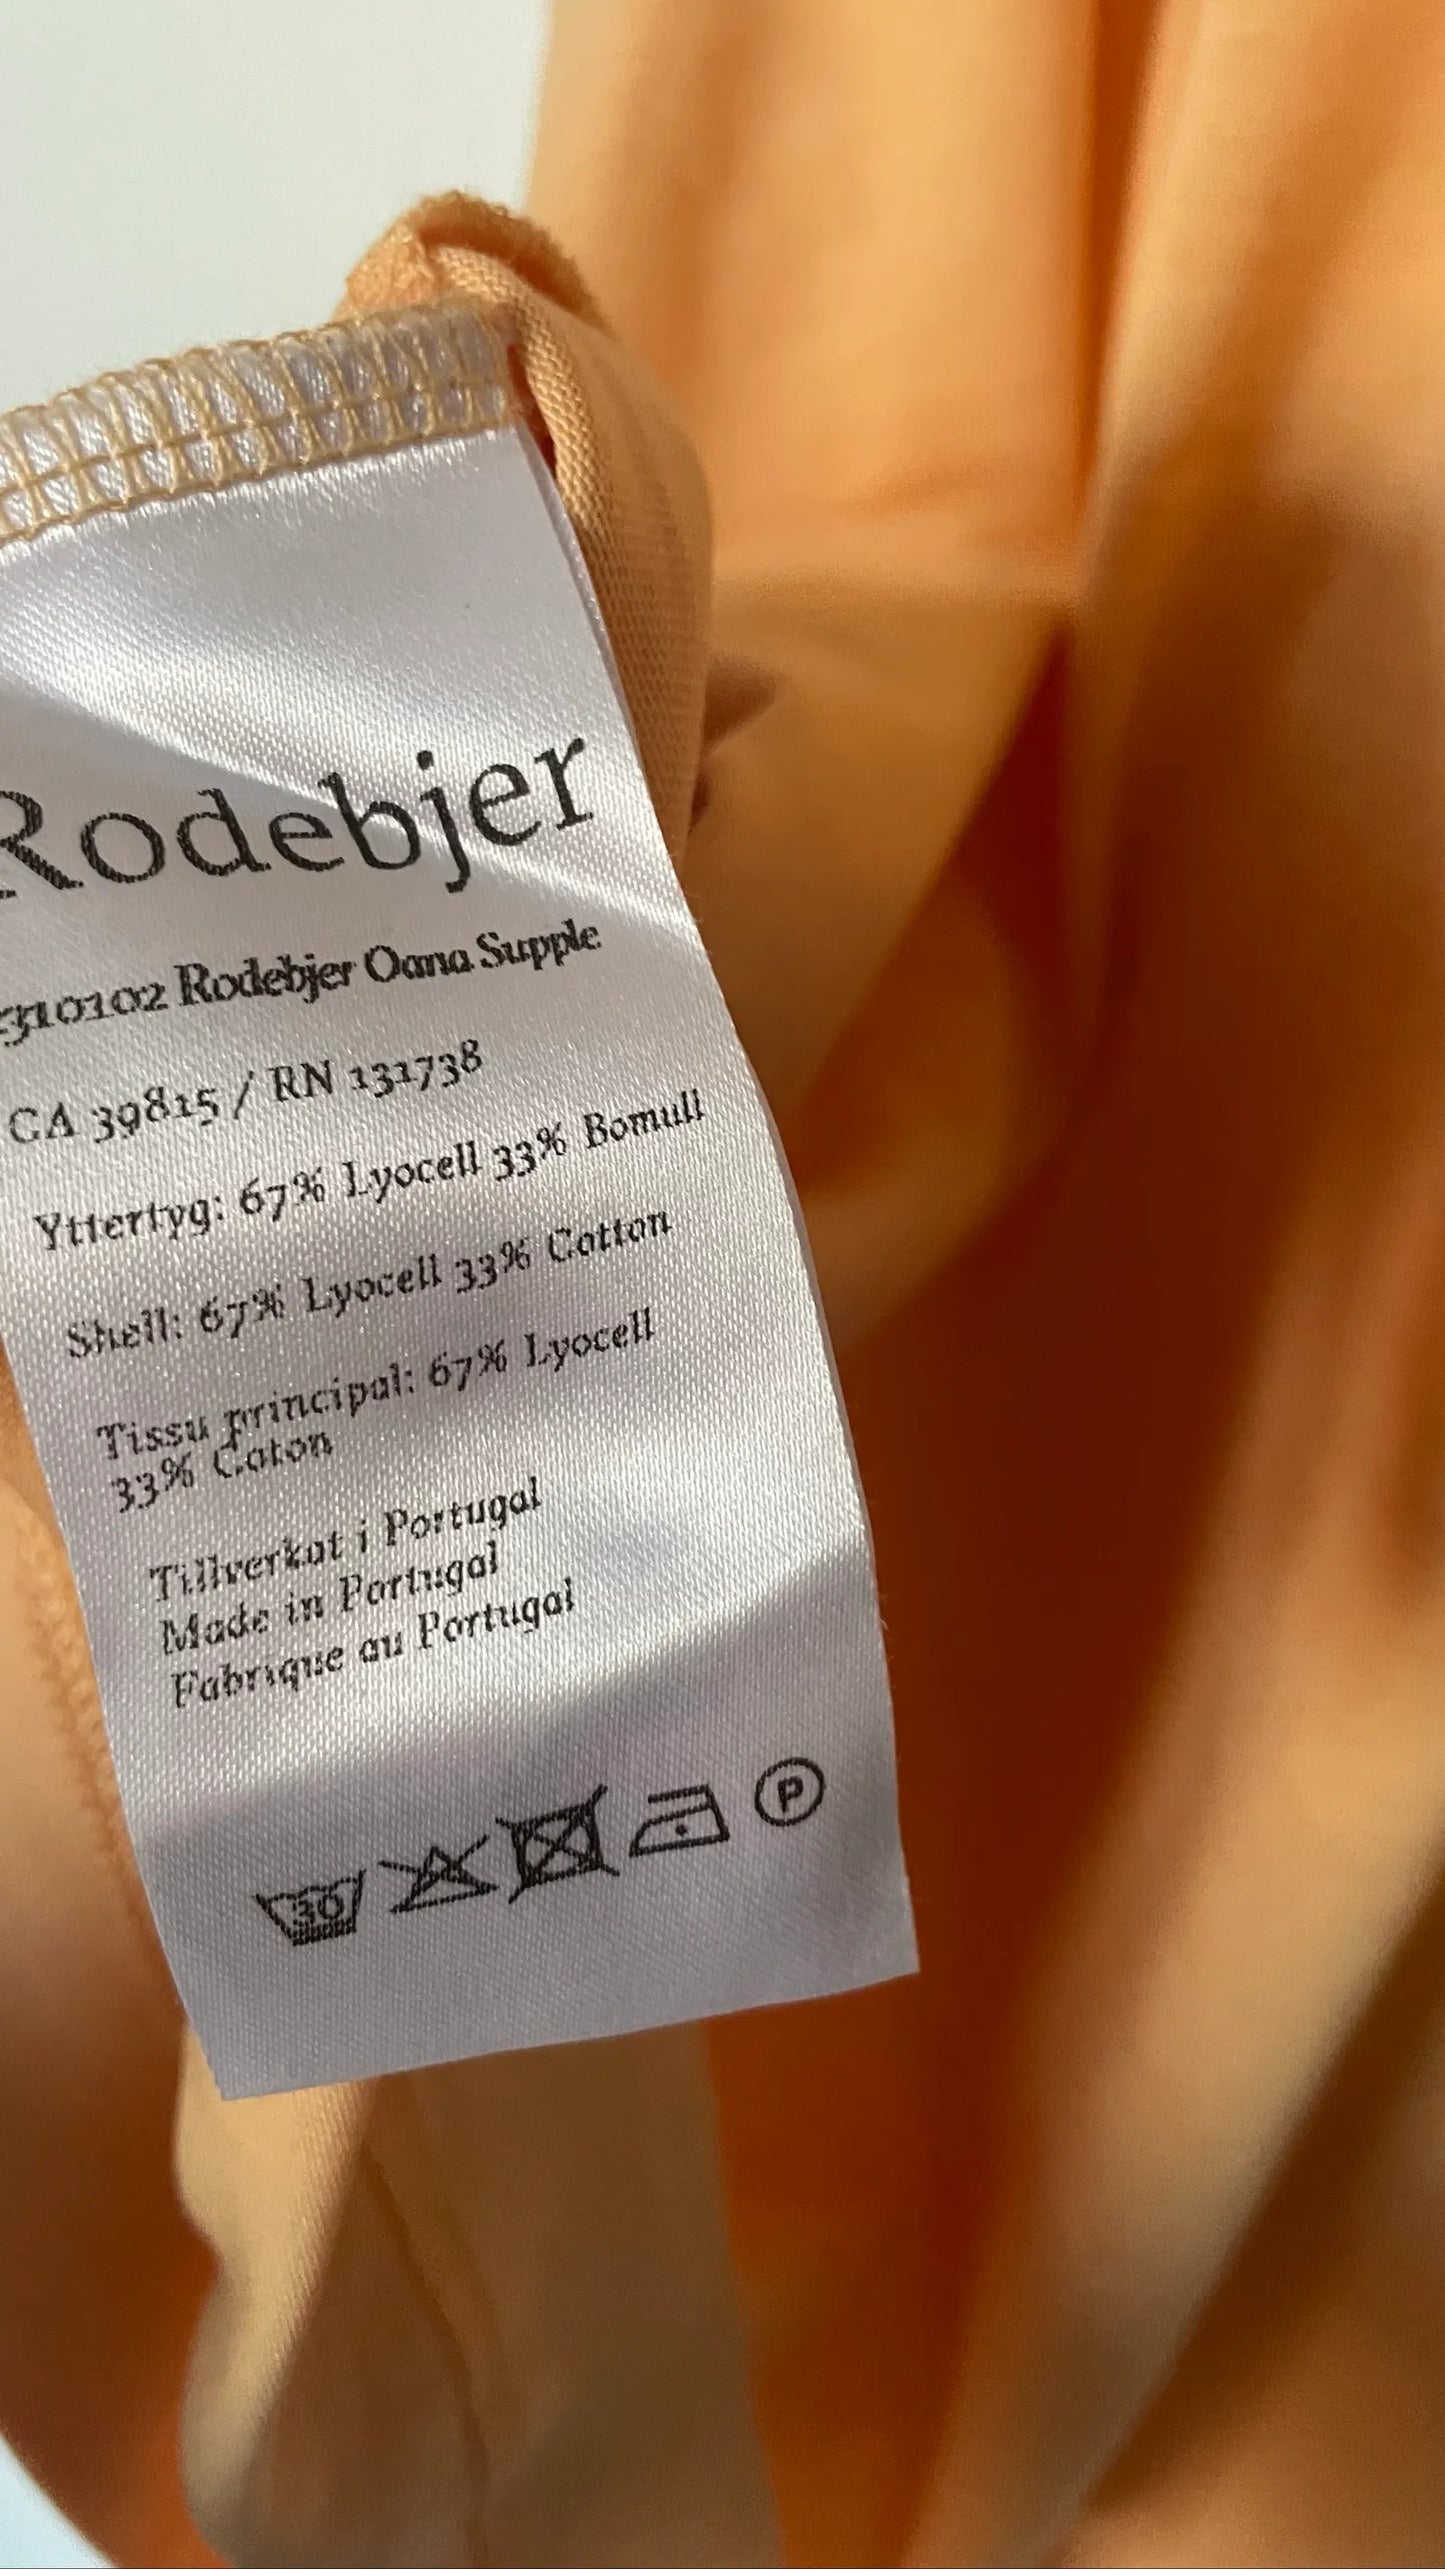 Rodebjer
310102 Rodebjer Oana Supple
CA 39815 / RN 131738
Yttertyg: 67% Lyocell 33% Bomull
Shell: 67% Lyocell 33% Cotton
Tissu principal: 67% Lyocell
33% Coton
Tillverkat i Portugal
Made in Portugal
Fabrique au Portugal
30
P